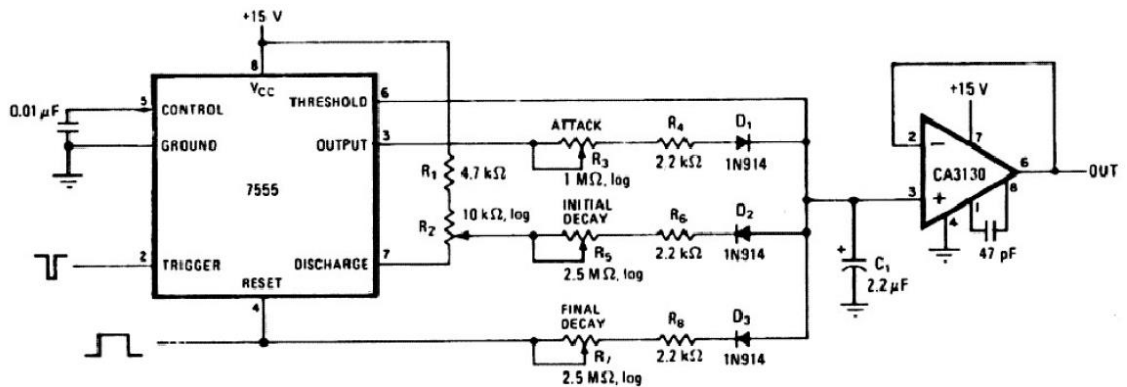 +15 V
8
VCC
5
CONTROL
0.01 µF
GROUND
THRESHOLD
6
OUTPUT
3
7555
TRIGGER
2
DISCHARGE
7
RESET
4
R1
4.7 kΩ
10 kΩ, log
R2
ATTACK
R3
1 MΩ, log
R4
2.2 kΩ
D1
1N914
INITIAL
DECAY
R5
2.5 MΩ, log
R6
2.2 kΩ
D2
1N914
FINAL
DECAY
R7
2.5 MΩ, log
R8
2.2 kΩ
D3
1N914
+
C1
2.2 µF
+15 V
7
2
−
CA3130
3
+
6
OUT
8
1
4
47 pF